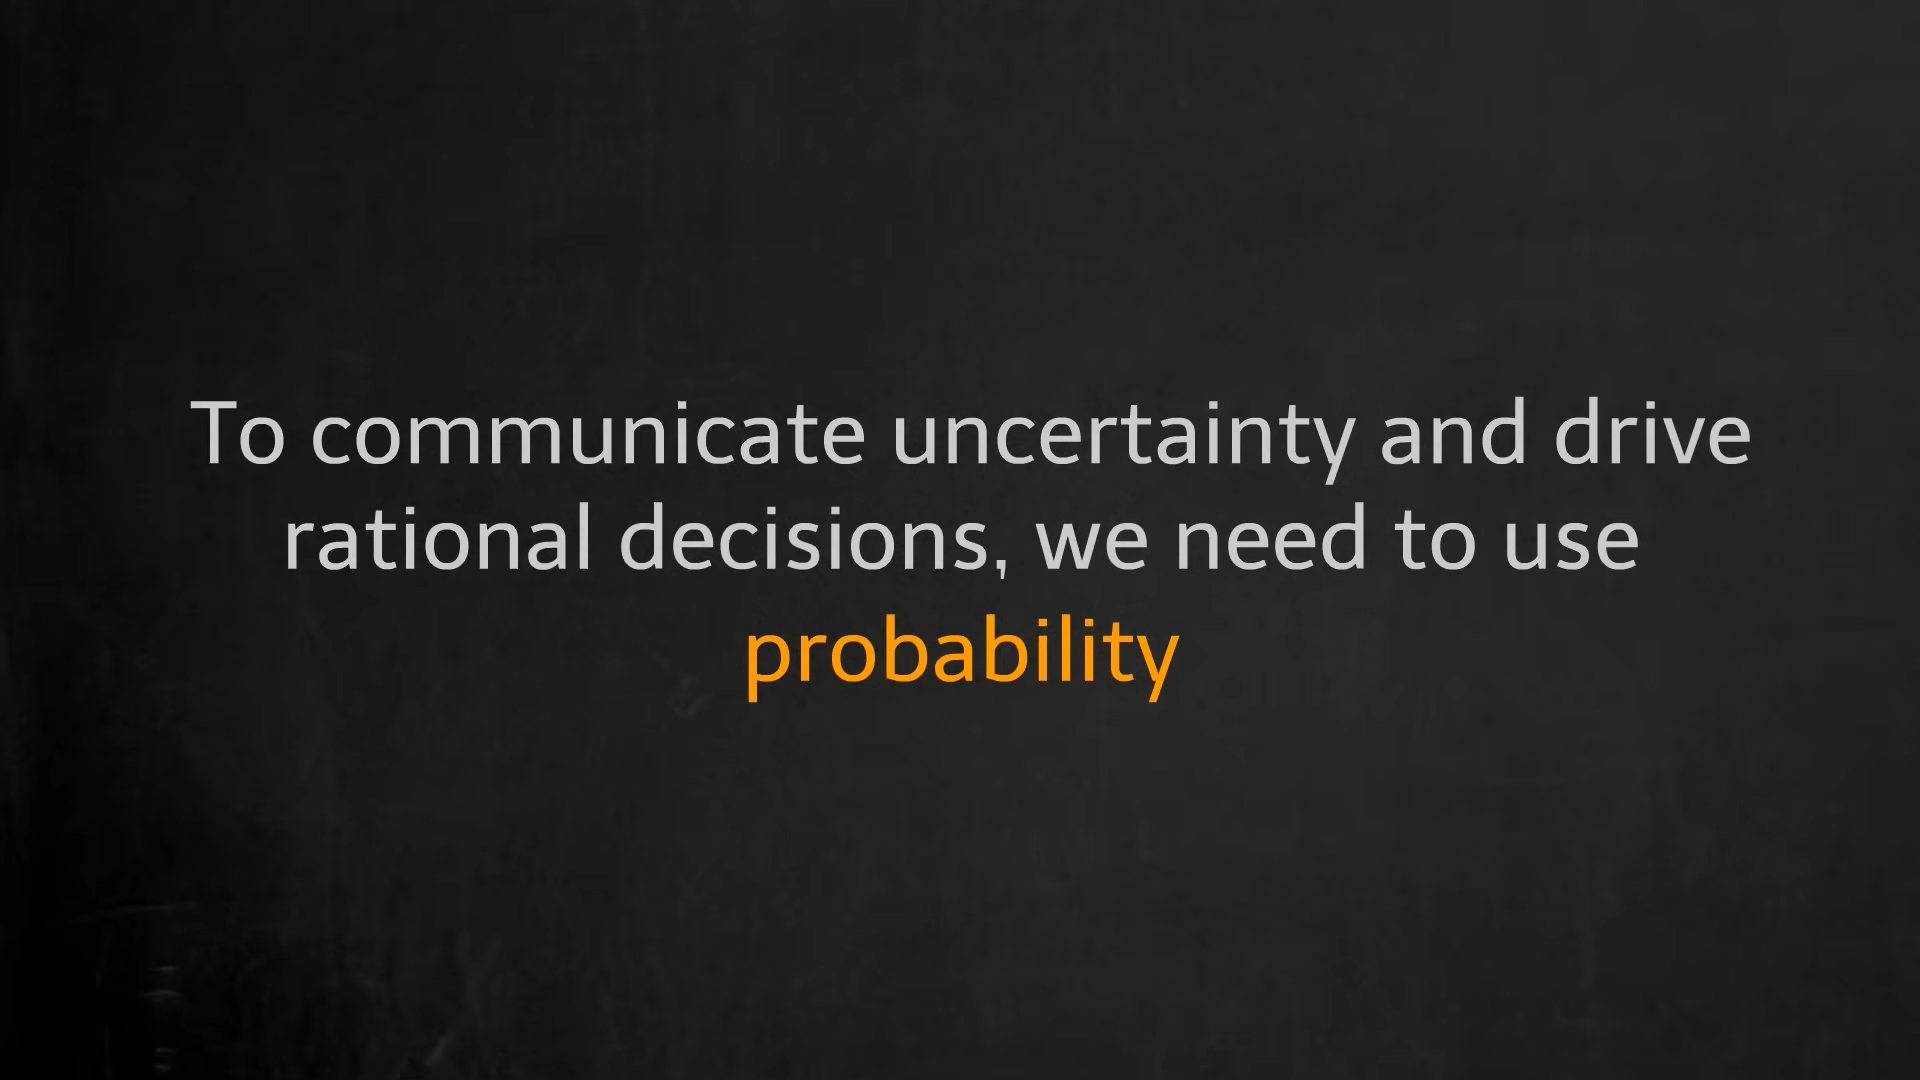 To communicate uncertainty and drive
rational decisions, we need to use
probability